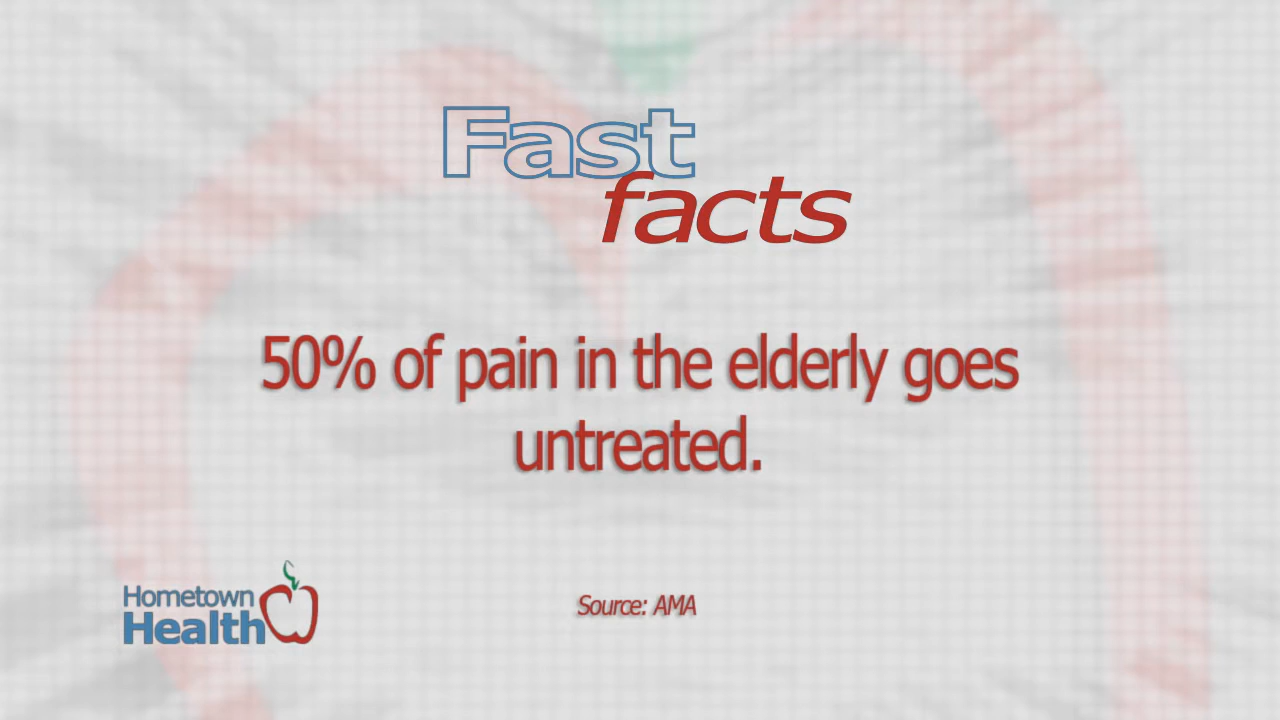 Fast
facts
50% of pain in the elderly goes
untreated.
Hometown
Health
Source: AMA